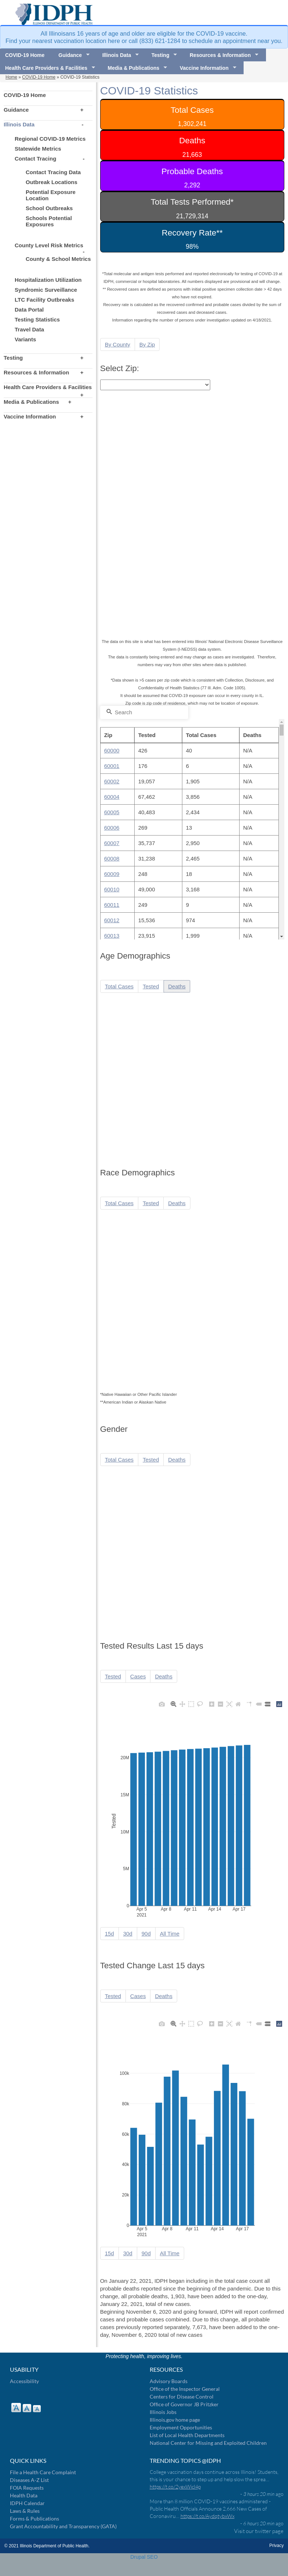 IDPH
ILLINOIS DEPARTMENT OF PUBLIC HEALTH
All Illinoisans 16 years of age and older are eligible for the COVID-19 vaccine.
Find your nearest vaccination location here or call (833) 621-1284 to schedule an appointment near you.
COVID-19 Home Guidance Illinois Data Testing Resources & Information
Health Care Providers & Facilities Media & Publications Vaccine Information
Home » COVID-19 Home » COVID-19 Statistics
COVID-19 Home
Guidance +
Illinois Data -
Regional COVID-19 Metrics
Statewide Metrics
Contact Tracing -
Contact Tracing Data
Outbreak Locations
Potential Exposure
Location
School Outbreaks
Schools Potential
Exposures
County Level Risk Metrics
-
County & School Metrics
Hospitalization Utilization
Syndromic Surveillance
LTC Facility Outbreaks
Data Portal
Testing Statistics
Travel Data
Variants
Testing +
Resources & Information +
Health Care Providers & Facilities
+
Media & Publications +
Vaccine Information +
COVID-19 Statistics
Total Cases
1,302,241
Deaths
21,663
Probable Deaths
2,292
Total Tests Performed*
21,729,314
Recovery Rate**
98%
*Total molecular and antigen tests performed and reported electronically for testing of COVID-19 at
IDPH, commercial or hospital laboratories. All numbers displayed are provisional and will change.
** Recovered cases are defined as persons with initial positive specimen collection date > 42 days
who have not expired.
Recovery rate is calculated as the recovered cases divided by the sum of
recovered cases and deceased cases.
Information regarding the number of persons under investigation updated on 4/18/2021.
By County By Zip
Select Zip:
The data on this site is what has been entered into Illinois' National Electronic Disease Surveillance
System (I-NEDSS) data system.
The data is constantly being entered and may change as cases are investigated. Therefore,
numbers may vary from other sites where data is published.
*Data shown is >5 cases per zip code which is consistent with Collection, Disclosure, and
Confidentiality of Health Statistics (77 Ill. Adm. Code 1005).
It should be assumed that COVID-19 exposure can occur in every county in IL.
Zip code is zip code of residence, which may not be location of exposure.
Search
Zip Tested Total Cases Deaths
60000 426 40 N/A
60001 176 6 N/A
60002 19,057 1,905 N/A
60004 67,462 3,856 N/A
60005 40,483 2,434 N/A
60006 269 13 N/A
60007 35,737 2,950 N/A
60008 31,238 2,465 N/A
60009 248 18 N/A
60010 49,000 3,188 N/A
60011 249 9 N/A
60012 15,536 974 N/A
60013 23,915 1,999 N/A
Age Demographics
Total Cases Tested Deaths
Race Demographics
Total Cases Tested Deaths
*Native Hawaiian or Other Pacific Islander
**American Indian or Alaskan Native
Gender
Total Cases Tested Deaths
Tested Results Last 15 days
Tested Cases Deaths
20M
15M
10M
5M
0
Tested
Apr 5 Apr 8 Apr 11 Apr 14 Apr 17
2021
15d 30d 90d All Time
Tested Change Last 15 days
Tested Cases Deaths
100k
80k
60k
40k
20k
0
Apr 5 Apr 8 Apr 11 Apr 14 Apr 17
2021
15d 30d 90d All Time
On January 22, 2021, IDPH began including in the total case count all
probable deaths reported since the beginning of the pandemic. Due to this
change, all probable deaths, 1,903, have been added to the one-day,
January 22, 2021, total of new cases.
Beginning November 6, 2020 and going forward, IDPH will report confirmed
cases and probable cases combined. Due to this change, all probable
cases previously reported separately, 7,673, have been added to the one-
day, November 6, 2020 total of new cases.
Protecting health, improving lives.
USABILITY
Accessibility
A A A
RESOURCES
Advisory Boards
Office of the Inspector General
Centers for Disease Control
Office of Governor JB Pritzker
Illinois Jobs
Illinois.gov home page
Employment Opportunities
List of Local Health Departments
National Center for Missing and Exploited Children
QUICK LINKS
File a Health Care Complaint
Diseases A-Z List
FOIA Requests
Health Data
IDPH Calendar
Laws & Rules
Forms & Publications
Grant Accountability and Transparency (GATA)
TRENDING TOPICS @IDPH
College vaccination days continue across Illinois! Students,
this is your chance to step up and help stop the sprea…
- 3 hours 20 min ago
More than 8 million COVID-19 vaccines administered -
Public Health Officials Announce 2,666 New Cases of
Coronaviru…
- 4 hours 20 min ago
Visit our twitter page
© 2021 Illinois Department of Public Health. Privacy
Drupal SEO